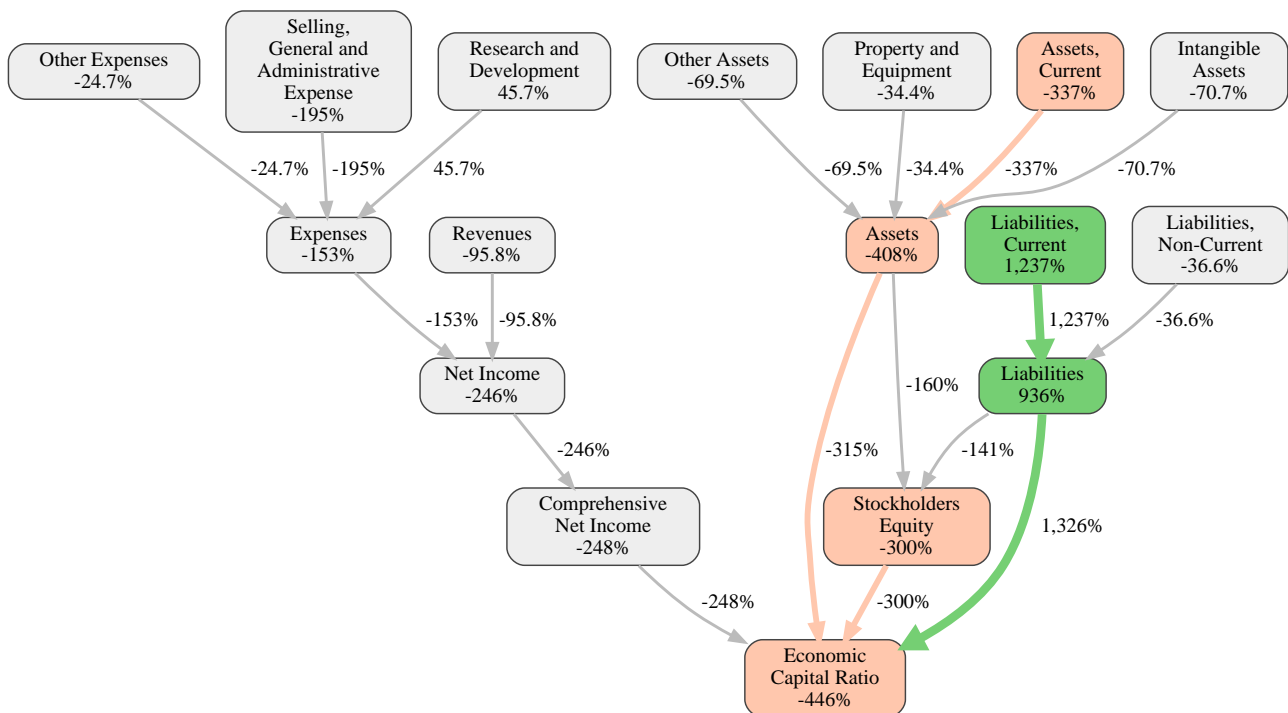 Other Expenses
-24.7%
Selling,
General and
Administrative
Expense
-195%
Research and
Development
45.7%
Other Assets
-69.5%
Property and
Equipment
-34.4%
Assets,
Current
-337%
Intangible
Assets
-70.7%
-24.7%
-195%
45.7%
-69.5%
-34.4%
-337%
-70.7%
Expenses
-153%
Revenues
-95.8%
Assets
-408%
Liabilities,
Current
1,237%
Liabilities,
Non-Current
-36.6%
-153%
-95.8%
1,237%
-36.6%
Net Income
-246%
-160%
Liabilities
936%
-246%
-315%
-141%
Comprehensive
Net Income
-248%
Stockholders
Equity
-300%
1,326%
-248%
-300%
Economic
Capital Ratio
-446%